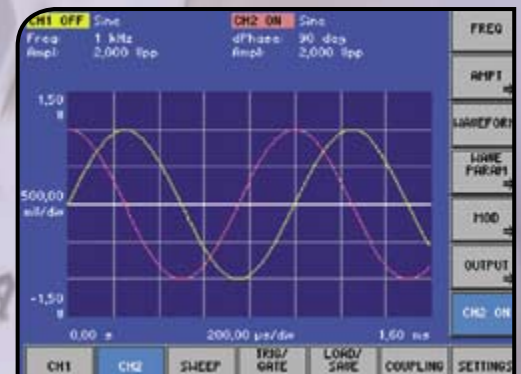 CH1 OFF Sine CH2 ON Sine
Freq: 1 kHz dPhase: 90 deg
Ampl: 2,000 Vpp Ampl: 2,000 Vpp
1,50
V
500,00
mV/div
-1,50
V
0,00 s 200,00 µs/div 1,60 ms
FREQ
AMPT
WAVEFORM
WAVE
PARAM
MOD
OUTPUT
CH2 ON
CH1 CH2 SWEEP TRIG/
GATE LOAD/
SAVE COUPLING SETTINGS